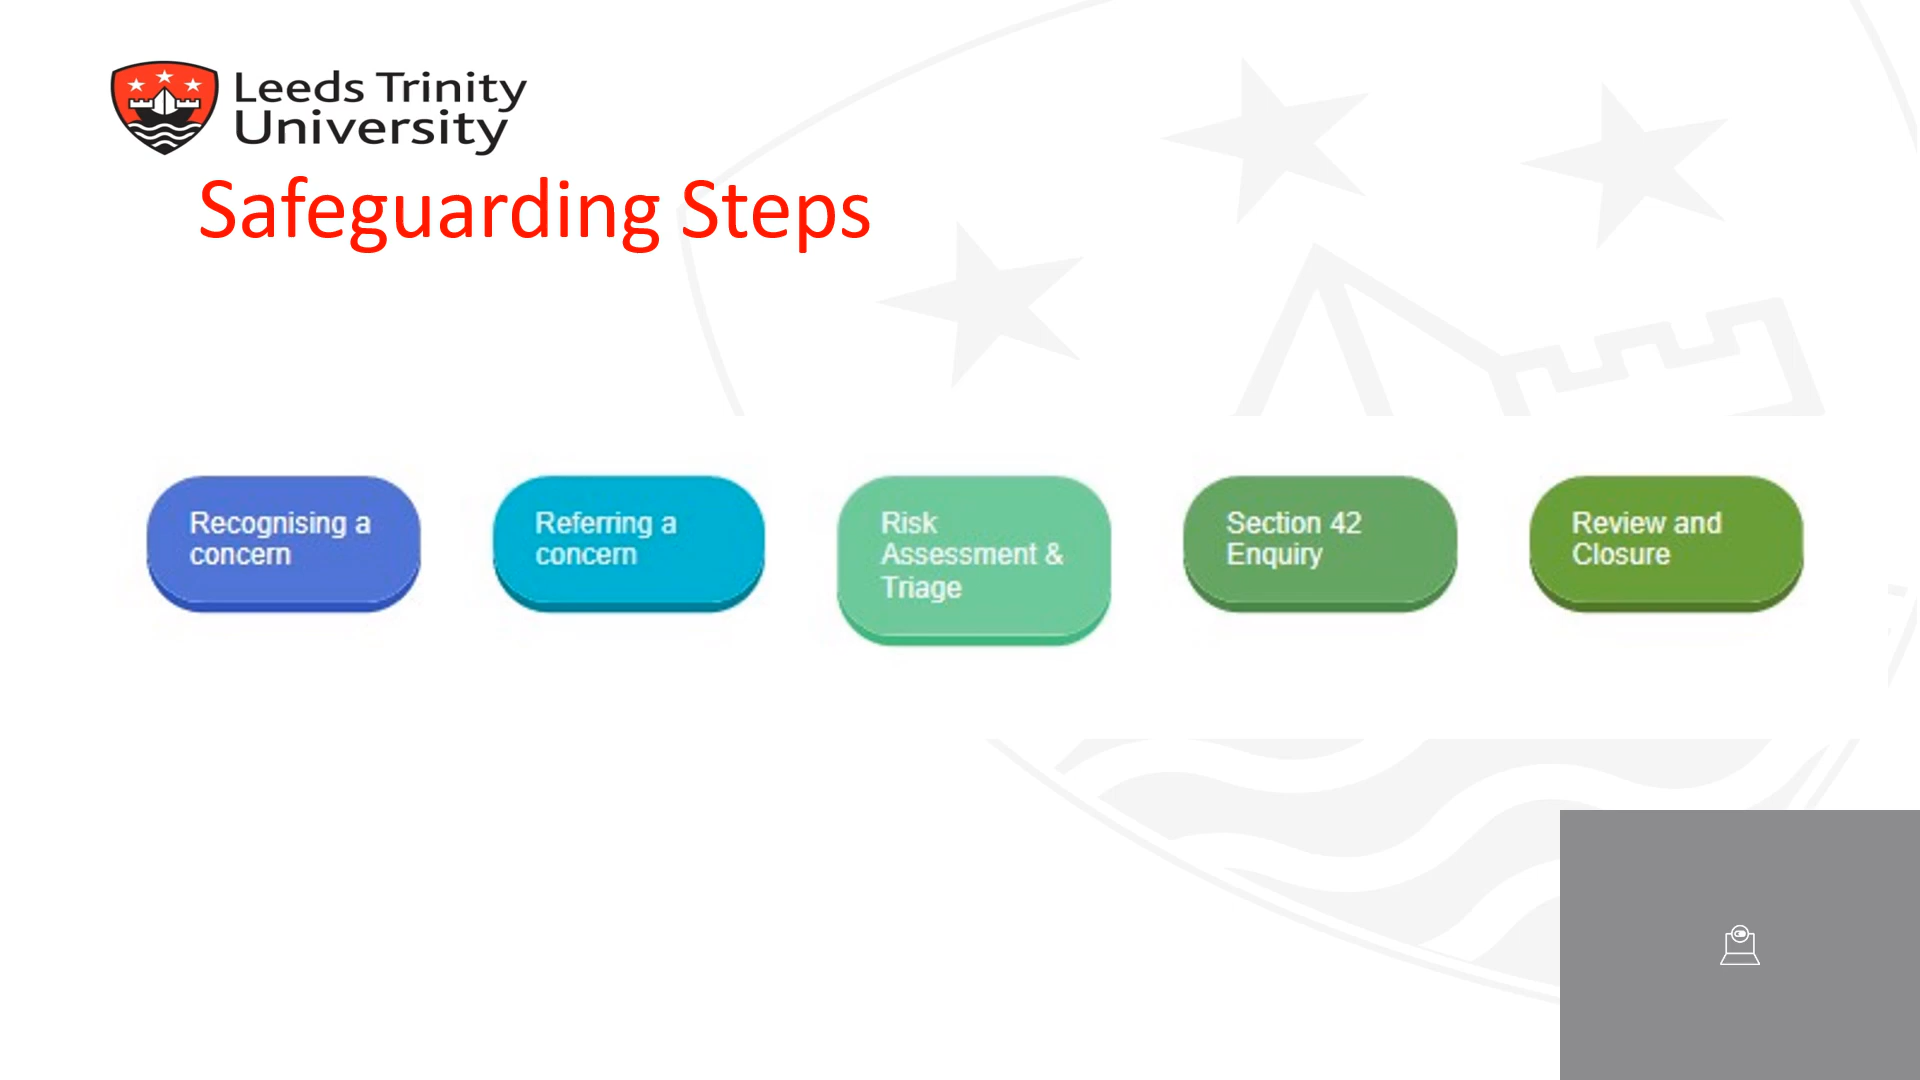 Leeds Trinity
University
Safeguarding Steps
Recognising a
concern
Referring a
concern
Risk
Assessment &
Triage
Section 42
Enquiry
Review and
Closure